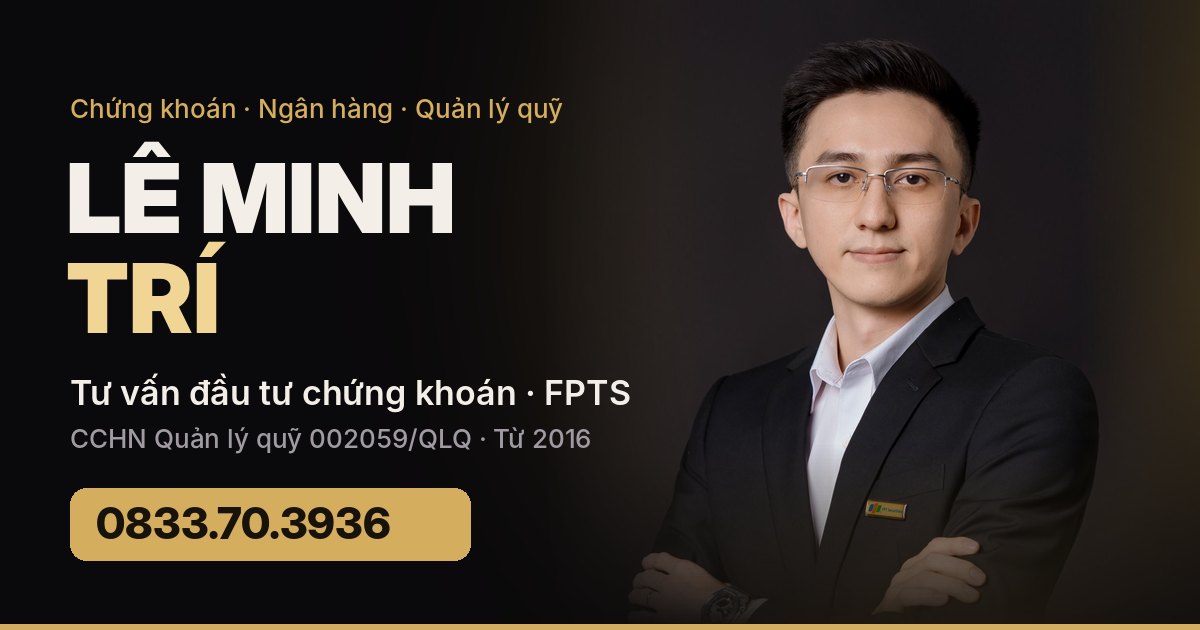 Chứng khoán · Ngân hàng · Quản lý quỹ
LÊ MINH
TRÍ
Tư vấn đầu tư chứng khoán · FPTS
CCHN Quản lý quỹ 002059/QLQ · Từ 2016
0833.70.3936